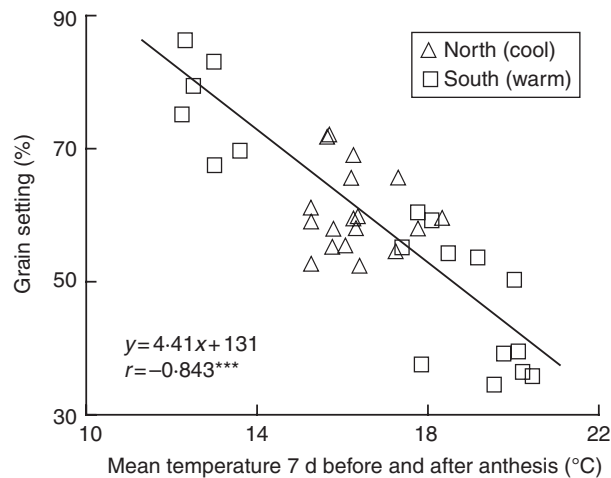 90
70
50
30
10
14
18
22
Grain setting (%)
Mean temperature 7 d before and after anthesis (°C)
North (cool)
South (warm)
y=4·41x+131
r=−0·843***